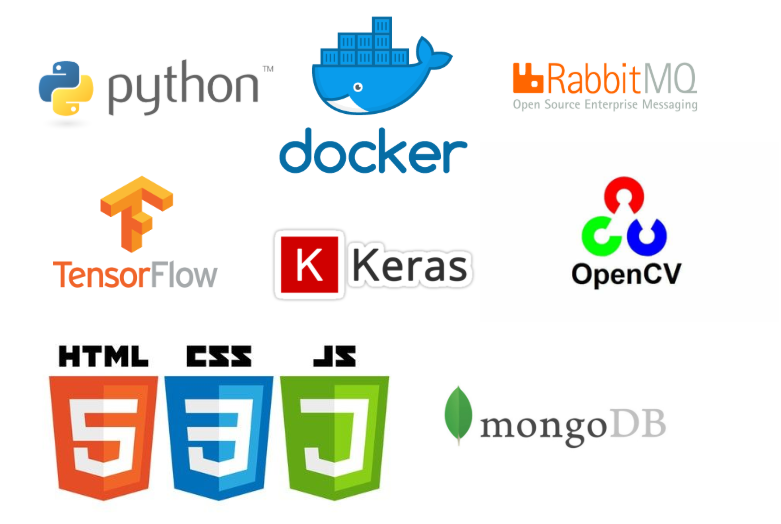 python™
docker
RabbitMQ
Open Source Enterprise Messaging
TensorFlow
K Keras
OpenCV
HTML CSS JS
5 3 J
mongoDB